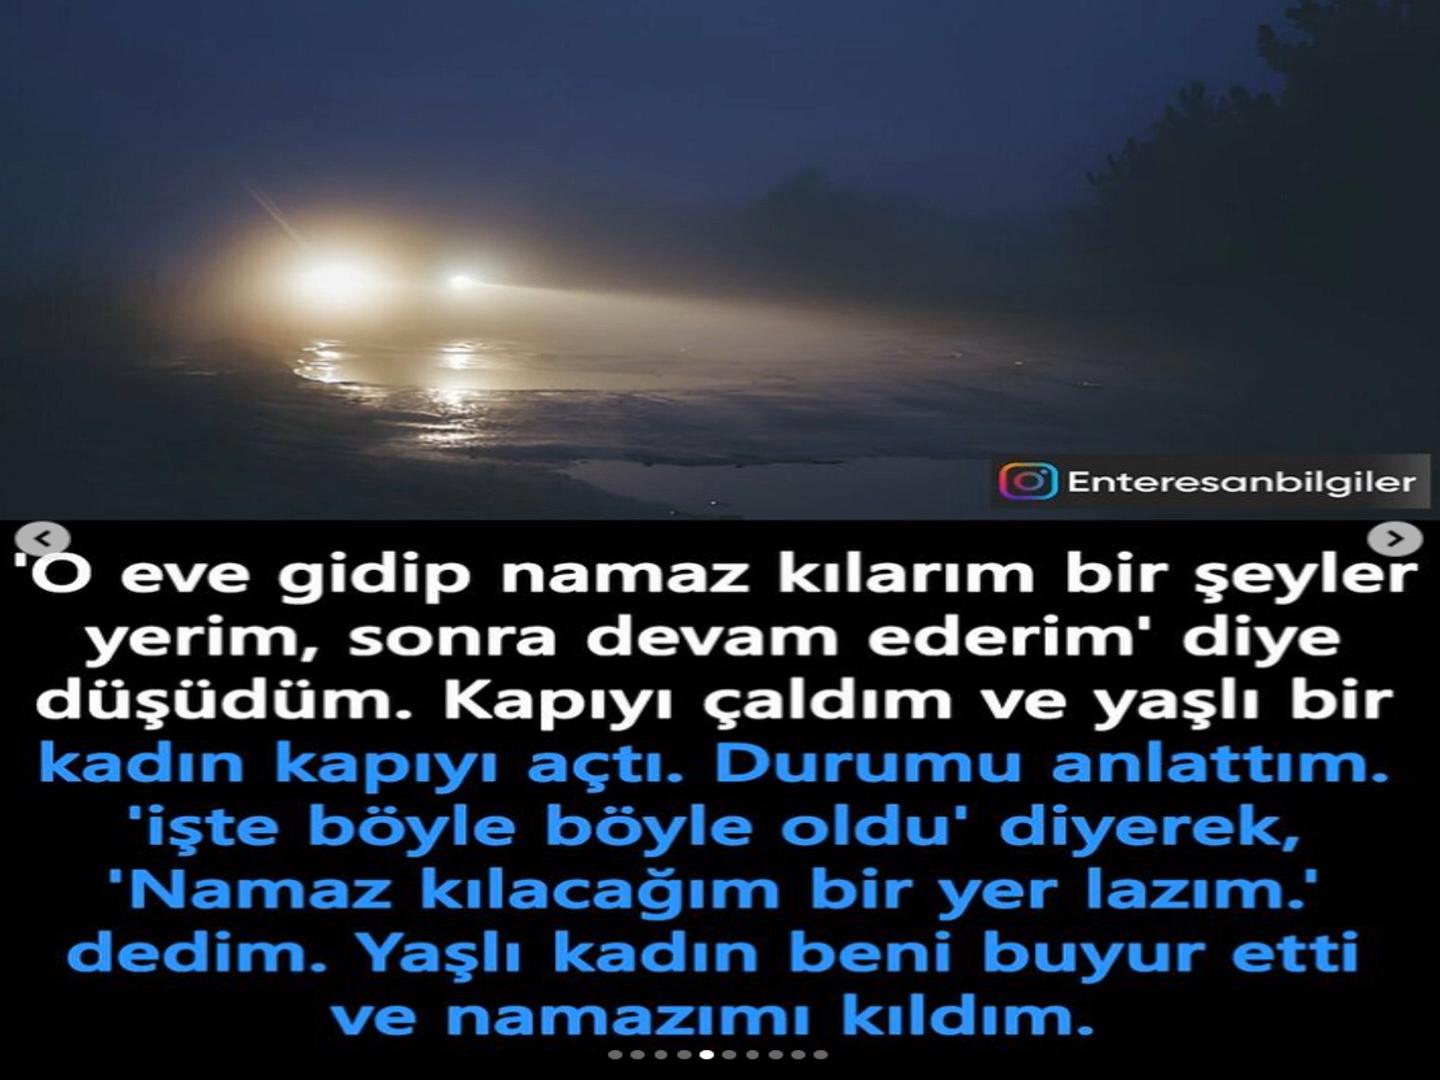 Enteresanbilgiler
'O eve gidip namaz kılarım bir şeyler
yerim, sonra devam ederim' diye
düşüdüm. Kapıyı çaldım ve yaşlı bir
kadın kapıyı açtı. Durumu anlattım.
'işte böyle böyle oldu' diyerek,
'Namaz kılacağım bir yer lazım.'
dedim. Yaşlı kadın beni buyur etti
ve namazımı kıldım.